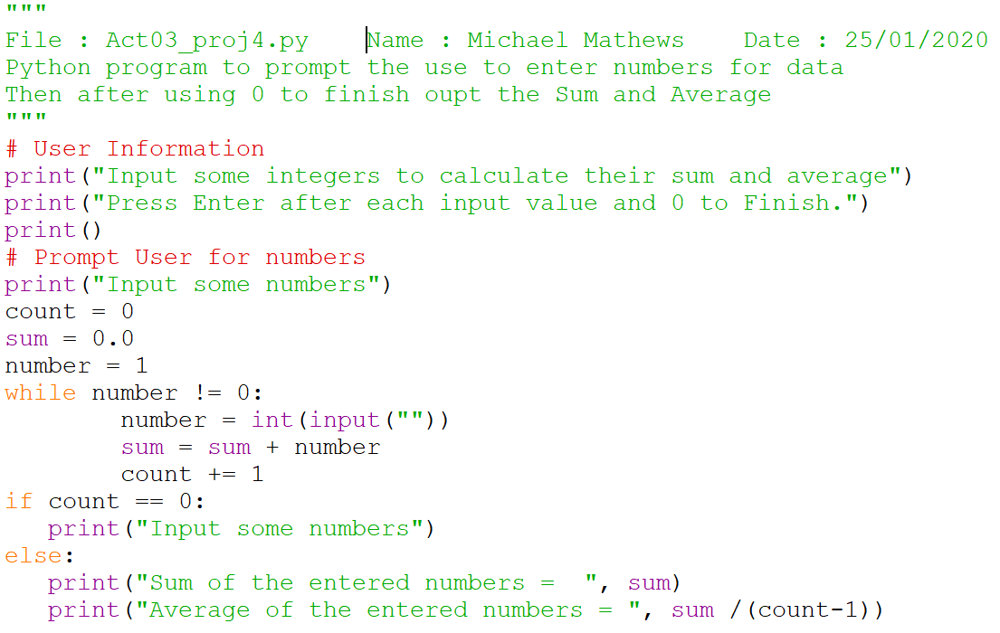 """
File : Act03_proj4.py    Name : Michael Mathews    Date : 25/01/2020
Python program to prompt the use to enter numbers for data
Then after using 0 to finish oupt the Sum and Average
"""
# User Information
print("Input some integers to calculate their sum and average")
print("Press Enter after each input value and 0 to Finish.")
print()
# Prompt User for numbers
print("Input some numbers")
count = 0
sum = 0.0
number = 1
while number != 0:
        number = int(input(""))
        sum = sum + number
        count += 1
if count == 0:
   print("Input some numbers")
else:
   print("Sum of the entered numbers =  ", sum)
   print("Average of the entered numbers = ", sum /(count-1))